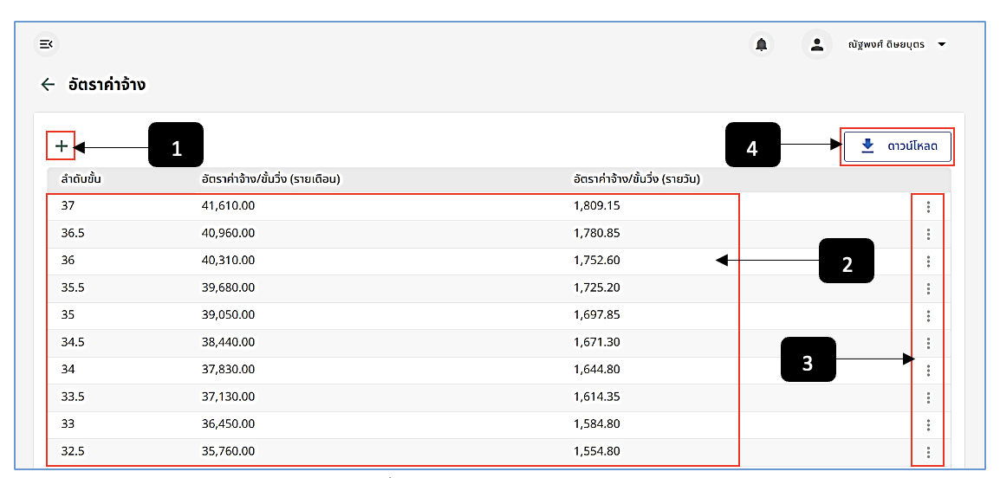 ณัฐพงศ์ ดิษยบุตร
อัตราค่าจ้าง
1
4
ดาวน์โหลด
ลำดับขั้น อัตราค่าจ้าง/ขั้นวิ่ง (รายเดือน) อัตราค่าจ้าง/ขั้นวิ่ง (รายวัน)
37 41,610.00 1,809.15
36.5 40,960.00 1,780.85
36 40,310.00 1,752.60
2
35.5 39,680.00 1,725.20
35 39,050.00 1,697.85
34.5 38,440.00 1,671.30
3
34 37,830.00 1,644.80
33.5 37,130.00 1,614.35
33 36,450.00 1,584.80
32.5 35,760.00 1,554.80